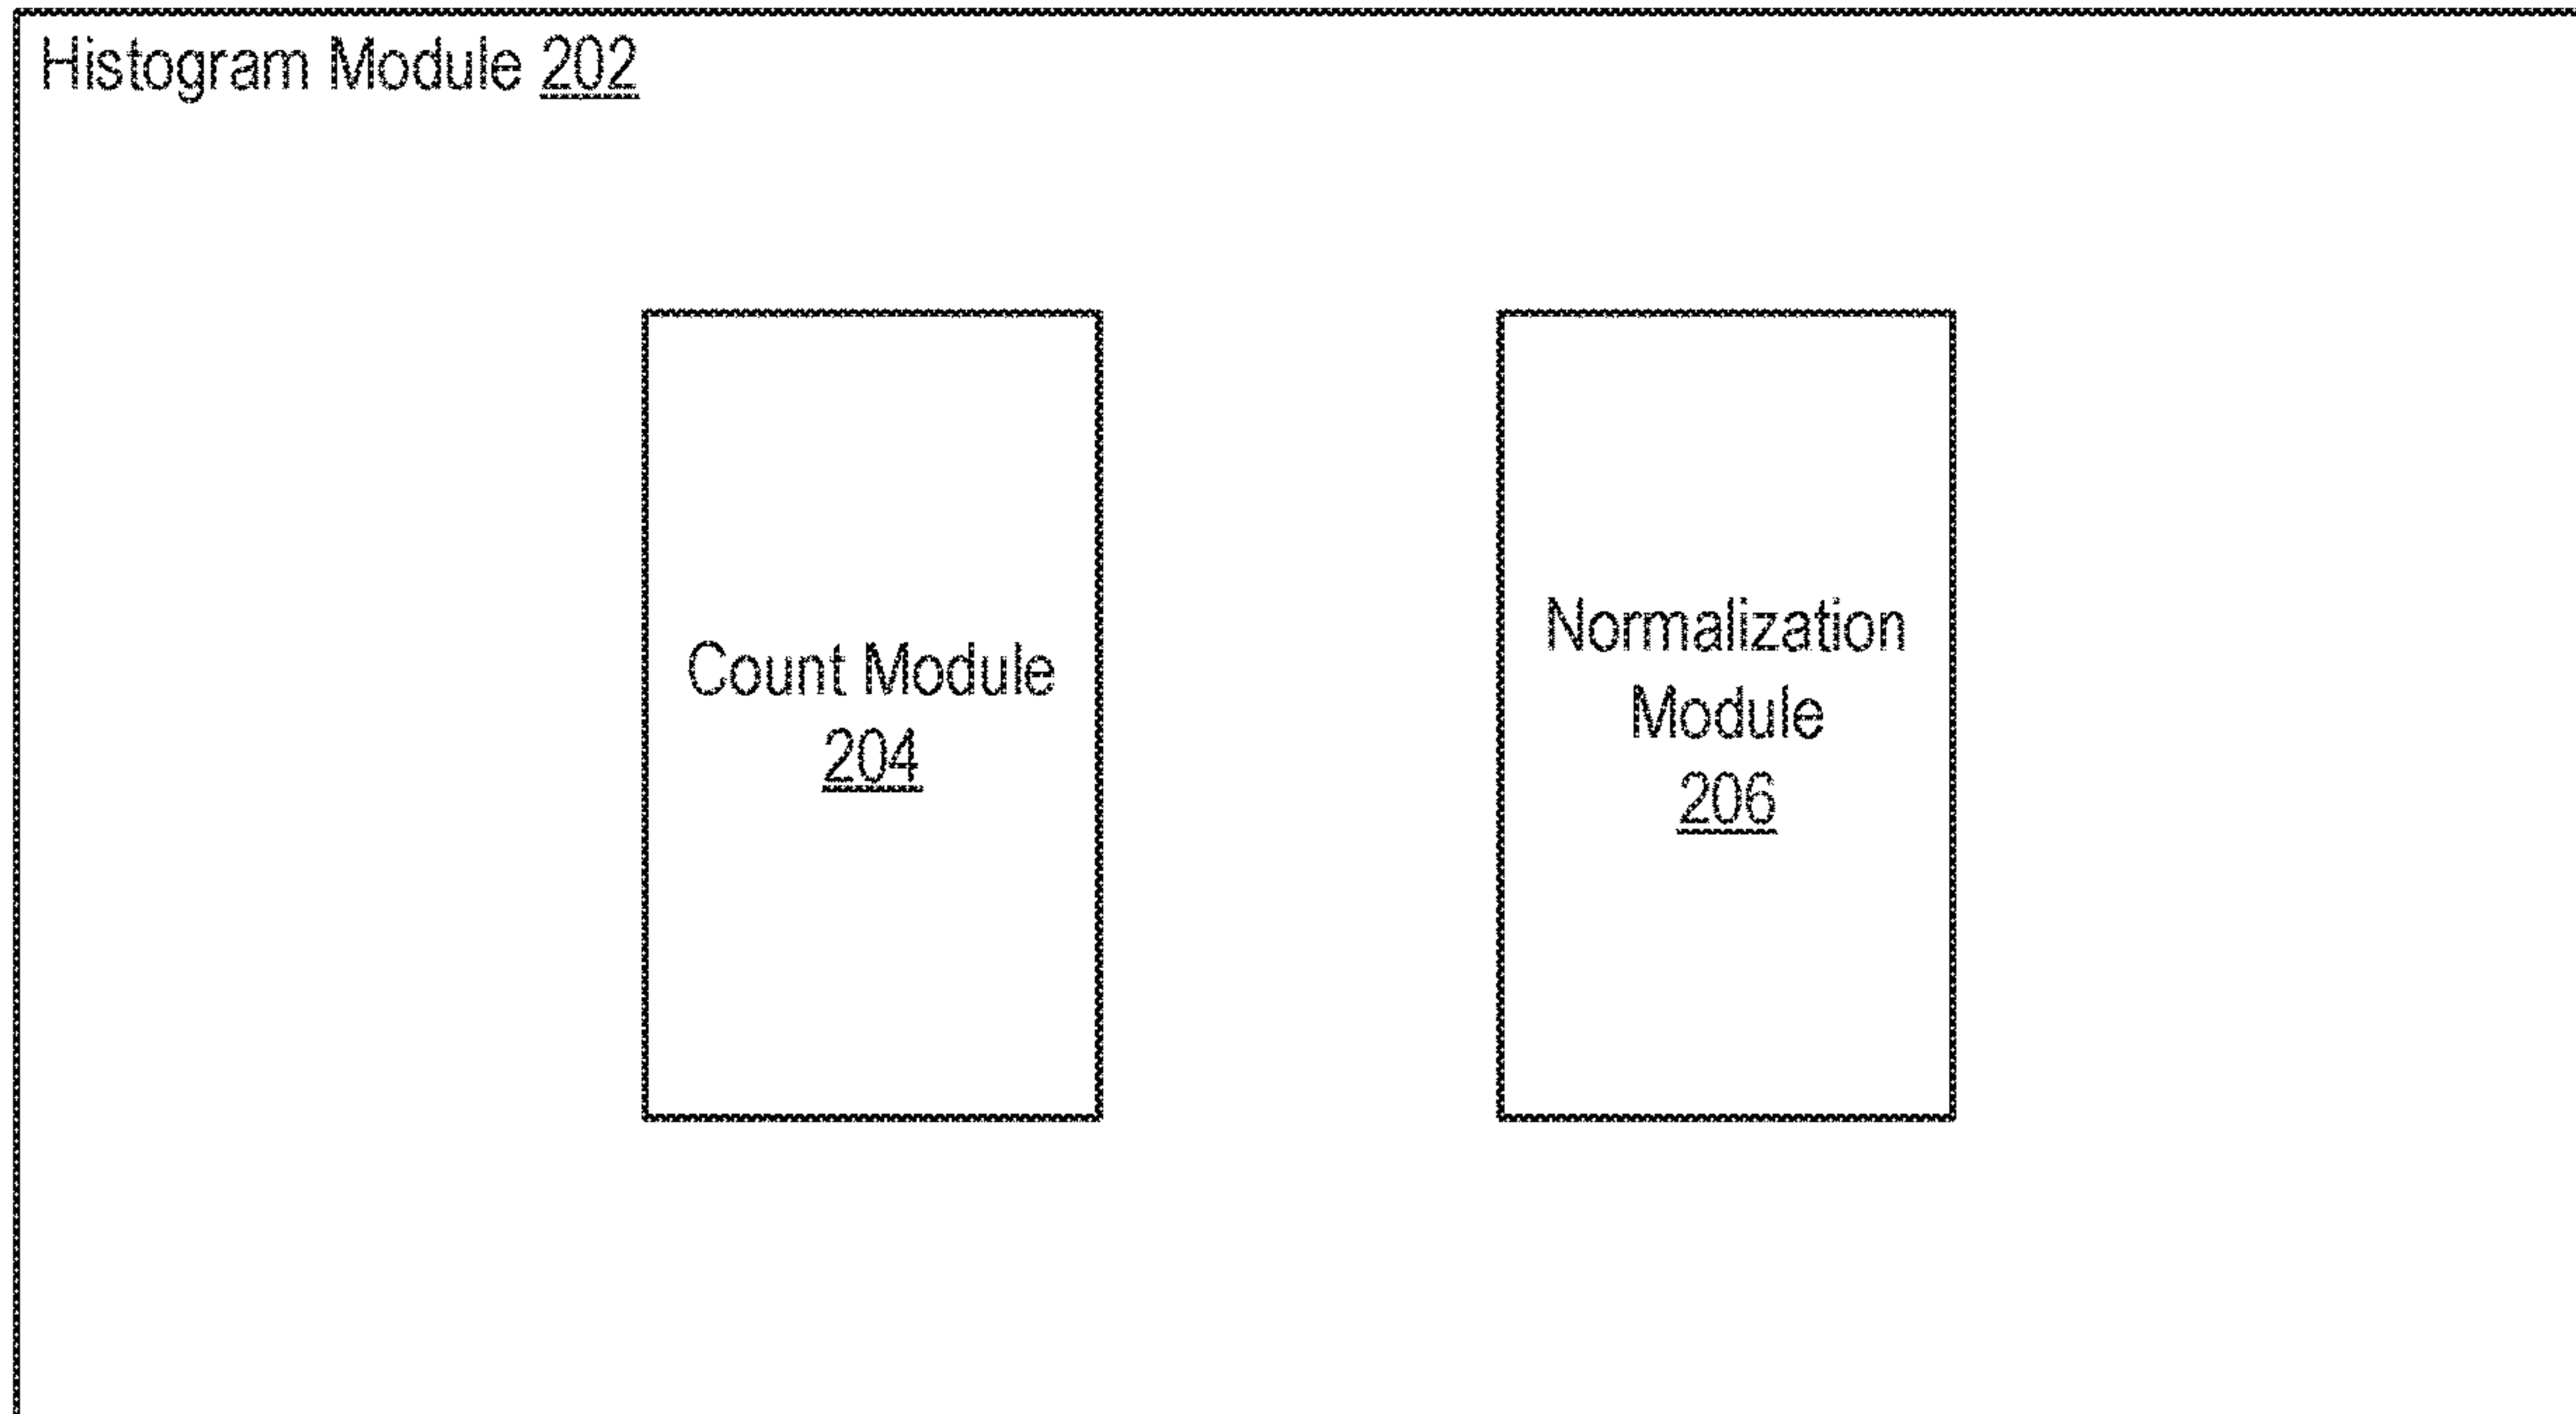 Histogram Module 202
Count Module
204
Normalization
Module
206